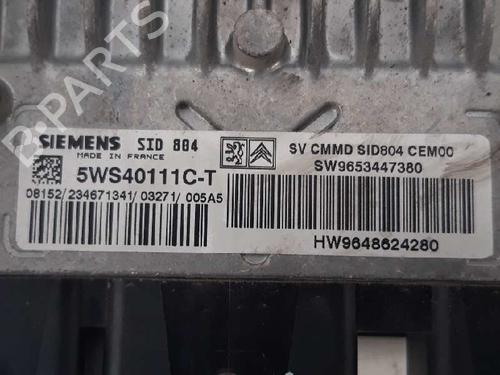 B-PARTS
SIEMENS SID 804
MADE IN FRANCE
5WS40111C-T
08152/234671341/03271/005A5
SV CMMD SID804 CEM00
SW9653447380
HW9648624280